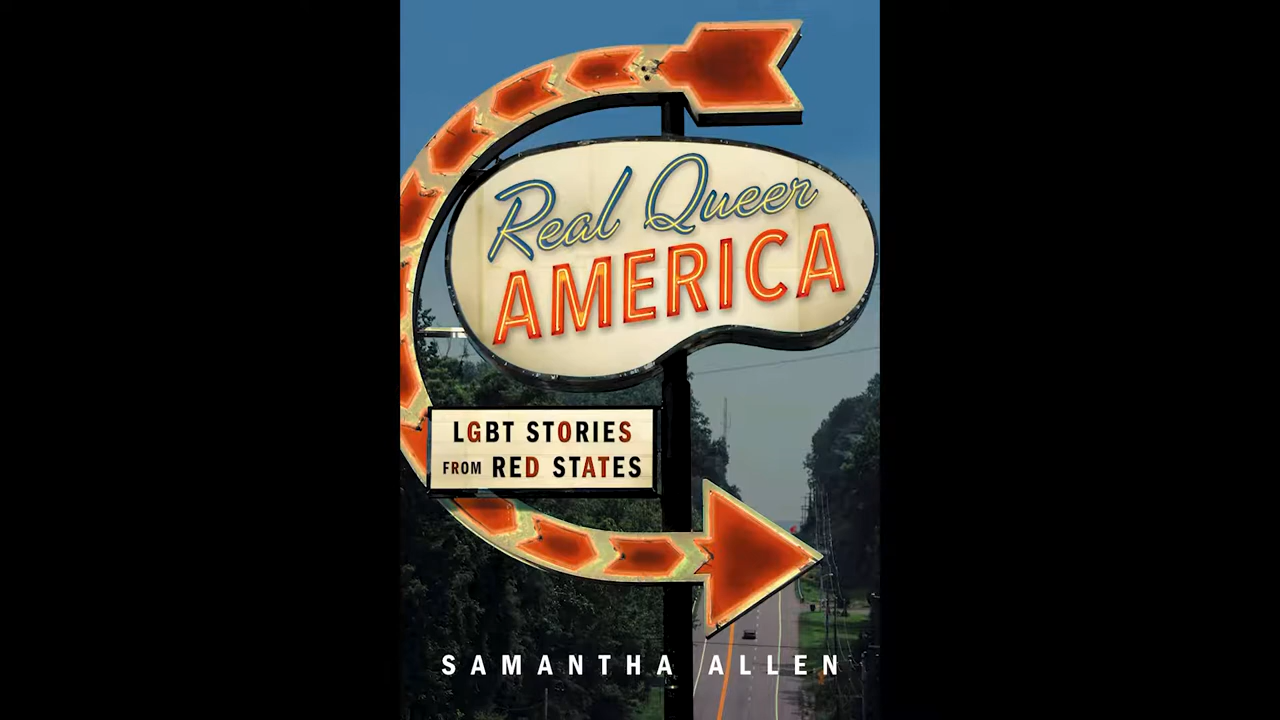 Real Queer
AMERICA
LGBT STORIES
FROM RED STATES
SAMANTHA ALLEN